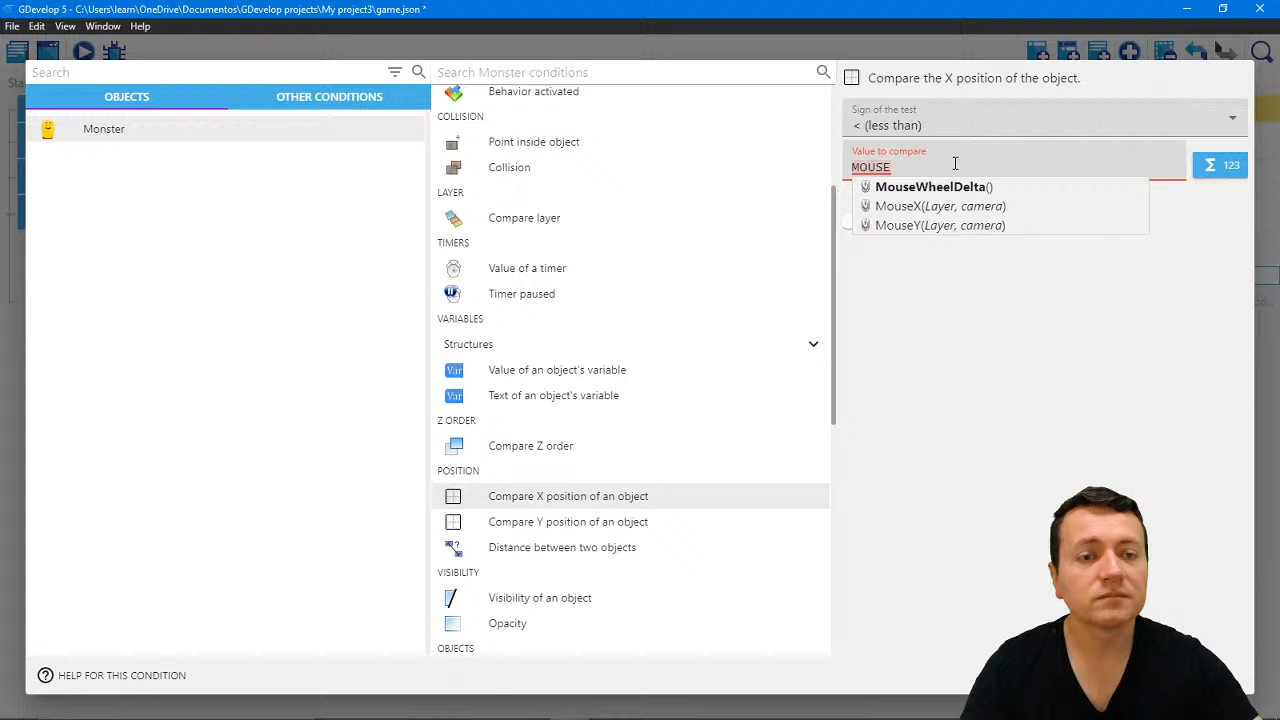 GDevelop 5 - C:\Users\learn\OneDrive\Documentos\GDevelop projects\My project3\game.json *
File Edit View Window Help
Search
OBJECTS
OTHER CONDITIONS
Monster
Search Monster conditions
Behavior activated
COLLISION
Point inside object
Collision
LAYER
Compare layer
TIMERS
Value of a timer
Timer paused
VARIABLES
Structures
Var Value of an object's variable
Var Text of an object's variable
Z ORDER
Compare Z order
POSITION
Compare X position of an object
Compare Y position of an object
Distance between two objects
VISIBILITY
Visibility of an object
Opacity
OBJECTS
Compare the X position of the object.
Sign of the test
< (less than)
Value to compare
MOUSE
Σ 123
MouseWheelDelta()
MouseX(Layer, camera)
MouseY(Layer, camera)
HELP FOR THIS CONDITION